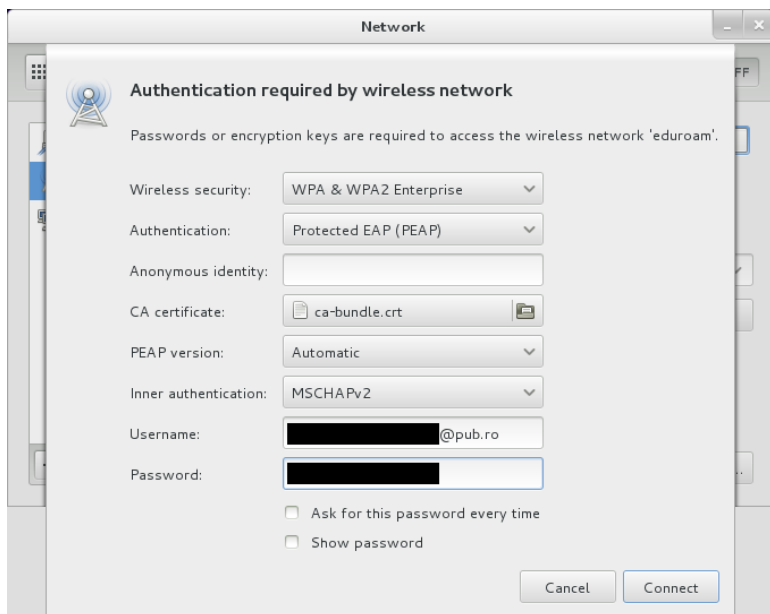 Network
FF
Authentication required by wireless network
Passwords or encryption keys are required to access the wireless network 'eduroam'.
Wireless security: WPA & WPA2 Enterprise
Authentication: Protected EAP (PEAP)
Anonymous identity:
CA certificate: ca-bundle.crt
PEAP version: Automatic
Inner authentication: MSCHAPv2
Username: @pub.ro
Password:
Ask for this password every time
Show password
Cancel Connect